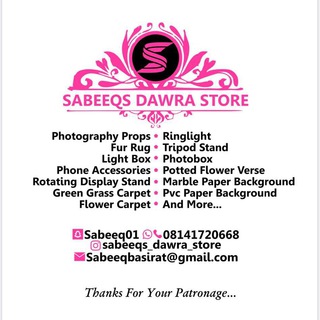 SABEEQS DAWRA STORE
Photography Props • Ringlight
Fur Rug • Tripod Stand
Light Box • Photobox
Phone Accessories • Potted Flower Verse
Rotating Display Stand • Marble Paper Background
Green Grass Carpet • Pvc Paper Background
Flower Carpet • And More...
Sabeeq01 08141720668
sabeeqs_dawra_store
Sabeeqbasirat@gmail.com
Thanks For Your Patronage...